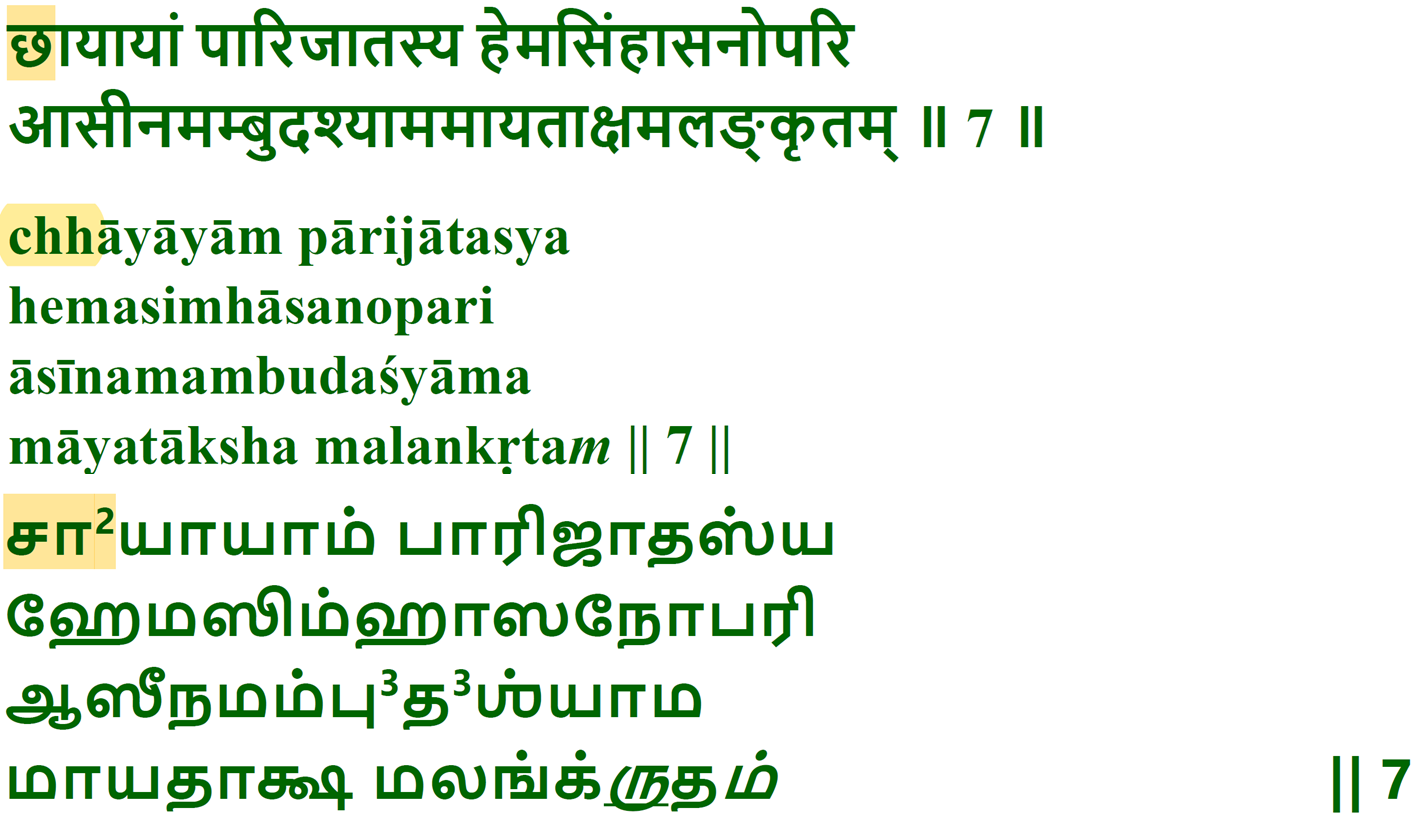 छायायां पारिजातस्य हेमसिंहासनोपरि
आसीनमम्बुदश्याममायताक्षमलङ्कृतम् ॥ 7 ॥
chhāyāyām pārijātasya
hemasimhāsanopari
āsīnamambudaśyāma
māyatāksha malankṛtam || 7 ||
சா²யாயாம் பாரிஜாதஸ்ய
ஹேமஸிம்ஹாஸநோபரி
ஆஸீநமம்பு³த³ஶ்யாம
மாயதாக்ஷ மலங்க்ருதம் || 7